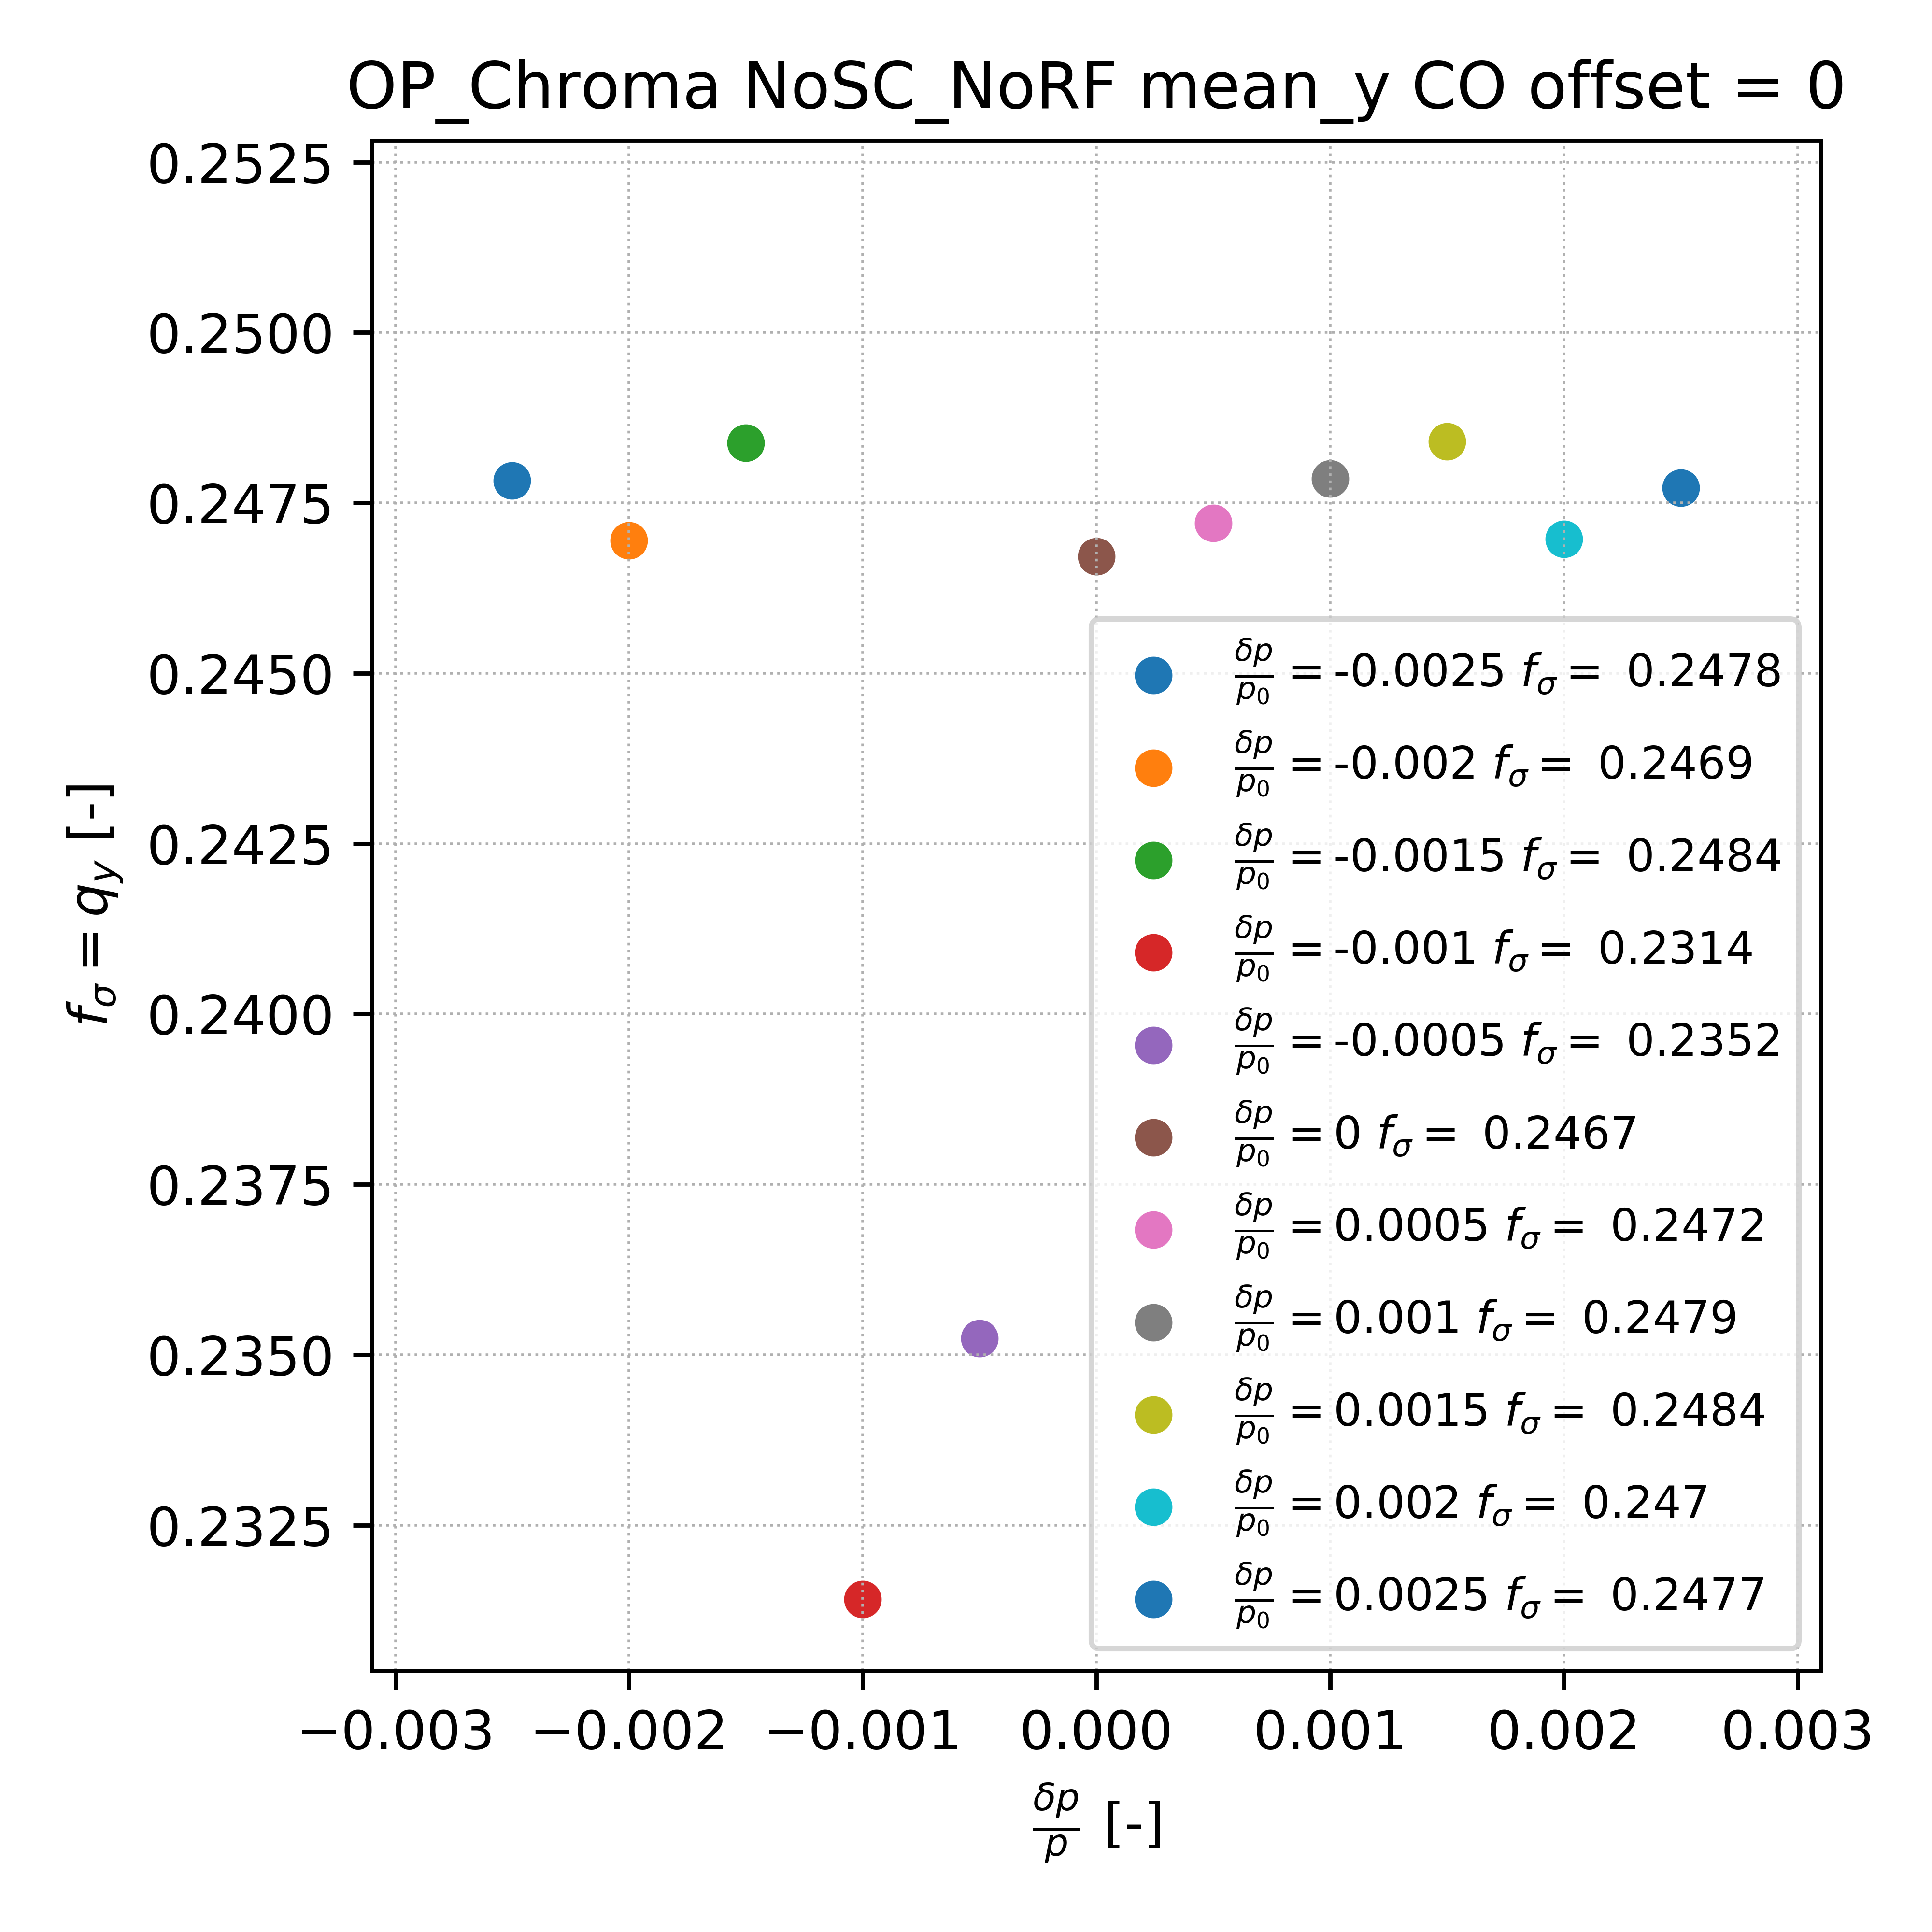 OP_Chroma NoSC_NoRF mean_y CO offset = 0
0.2525
0.2500
0.2475
0.2450
0.2425
0.2400
0.2375
0.2350
0.2325
f_σ = q_y [-]
δp/p₀ = -0.0025 f_σ = 0.2478
δp/p₀ = -0.002 f_σ = 0.2469
δp/p₀ = -0.0015 f_σ = 0.2484
δp/p₀ = -0.001 f_σ = 0.2314
δp/p₀ = -0.0005 f_σ = 0.2352
δp/p₀ = 0 f_σ = 0.2467
δp/p₀ = 0.0005 f_σ = 0.2472
δp/p₀ = 0.001 f_σ = 0.2479
δp/p₀ = 0.0015 f_σ = 0.2484
δp/p₀ = 0.002 f_σ = 0.247
δp/p₀ = 0.0025 f_σ = 0.2477
−0.003 −0.002 −0.001 0.000 0.001 0.002 0.003
δp/p [-]